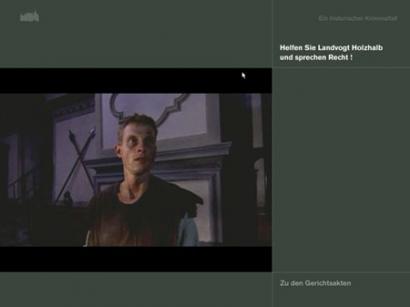 Ein historischer Kriminalfall
Helfen Sie Landvogt Holzhalb
und sprechen Recht !
Zu den Gerichtsakten